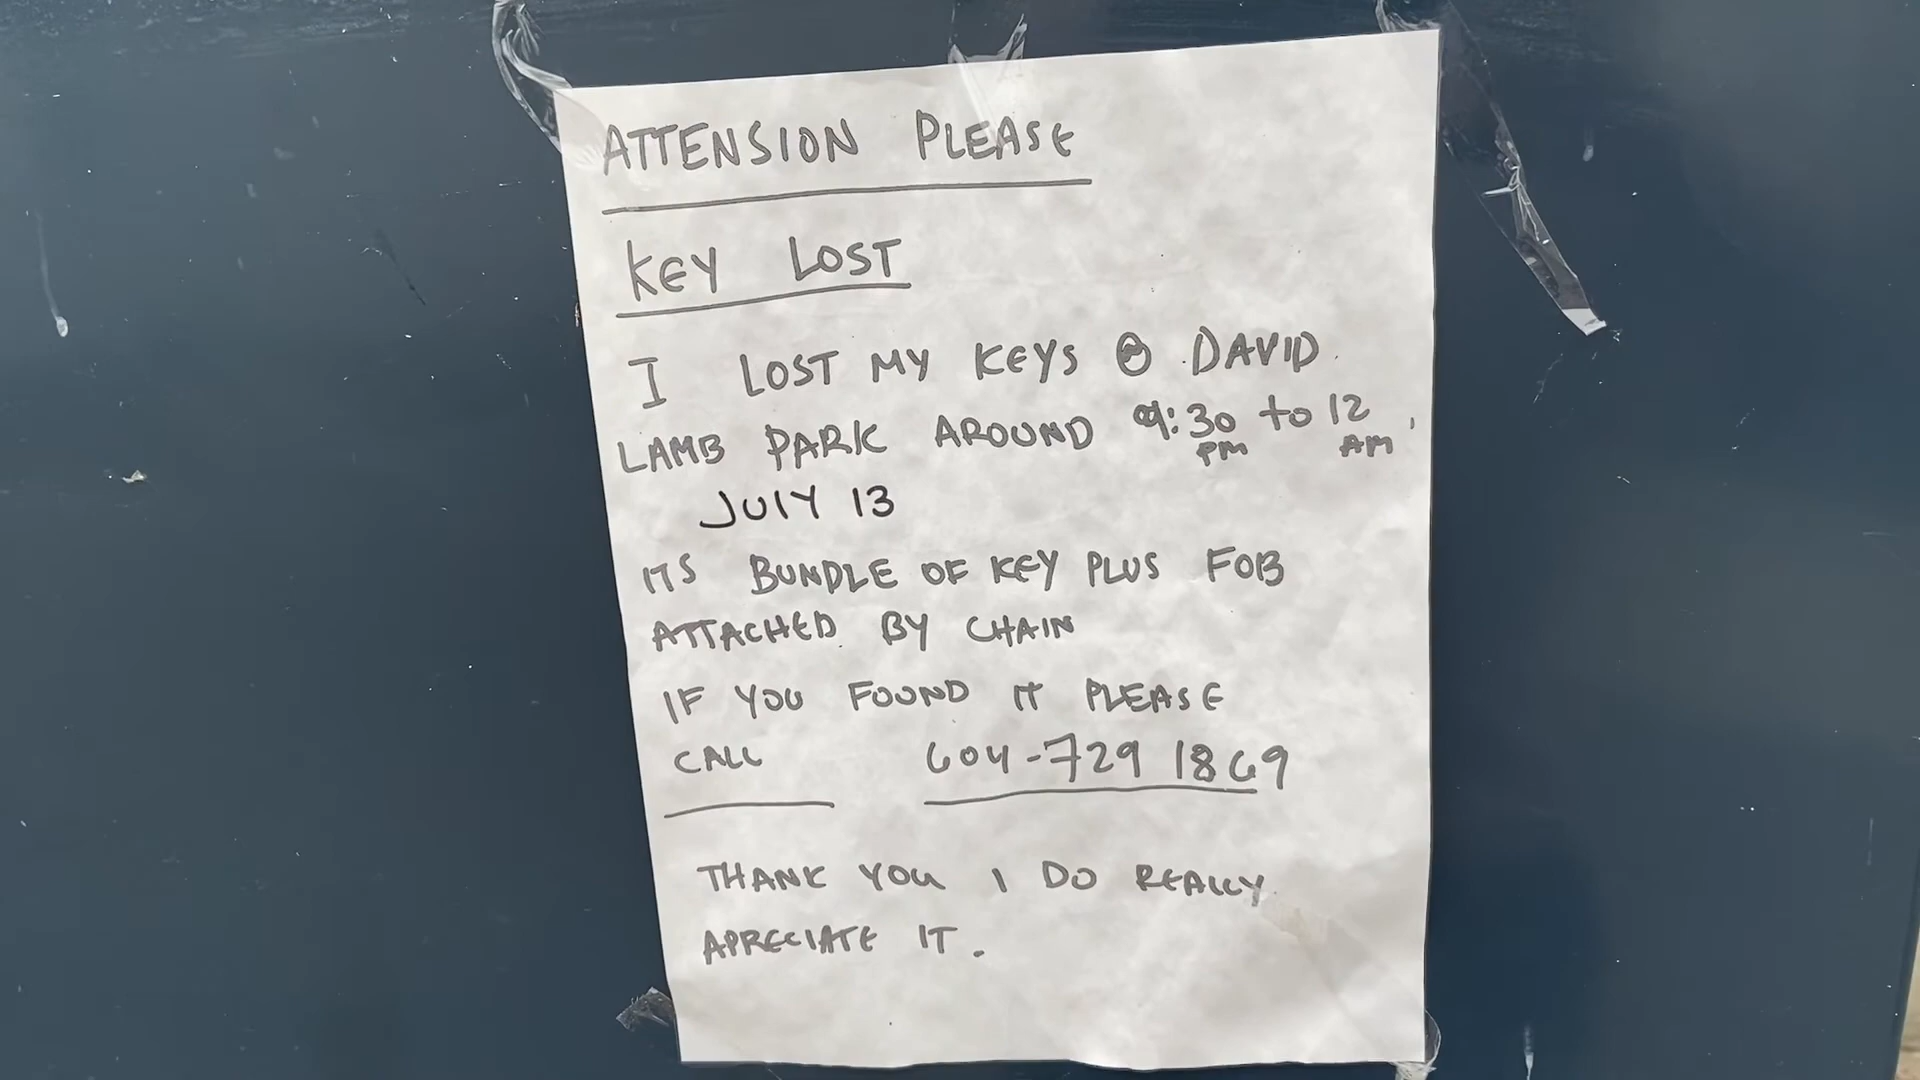 ATTENSION PLEASE
KEY LOST
I LOST MY KEYS @ DAVID
LAMB PARK AROUND 9:30 PM to 12 AM,
JULY 13
ITS BUNDLE OF KEY PLUS FOB
ATTACHED BY CHAIN
IF YOU FOUND IT PLEASE
CALL 604-729 1869
THANK YOU I DO REALLY
APRECIATE IT.